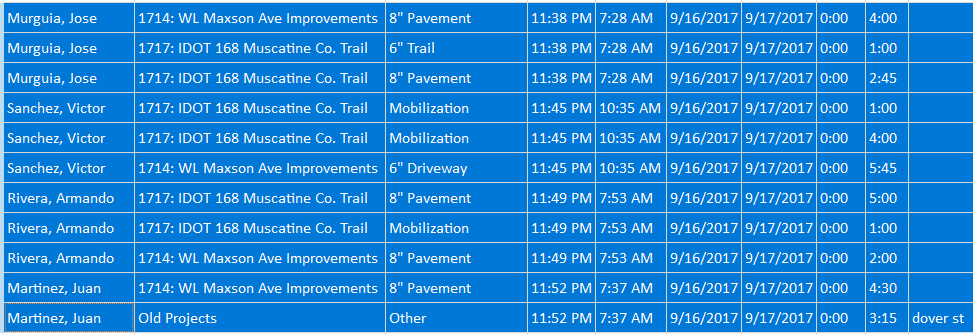 Murguia, Jose 1714: WL Maxson Ave Improvements 8" Pavement 11:38 PM 7:28 AM 9/16/2017 9/17/2017 0:00 4:00
Murguia, Jose 1717: IDOT 168 Muscatine Co. Trail 6" Trail 11:38 PM 7:28 AM 9/16/2017 9/17/2017 0:00 1:00
Murguia, Jose 1717: IDOT 168 Muscatine Co. Trail 8" Pavement 11:38 PM 7:28 AM 9/16/2017 9/17/2017 0:00 2:45
Sanchez, Victor 1717: IDOT 168 Muscatine Co. Trail Mobilization 11:45 PM 10:35 AM 9/16/2017 9/17/2017 0:00 1:00
Sanchez, Victor 1717: IDOT 168 Muscatine Co. Trail Mobilization 11:45 PM 10:35 AM 9/16/2017 9/17/2017 0:00 4:00
Sanchez, Victor 1714: WL Maxson Ave Improvements 6" Driveway 11:45 PM 10:35 AM 9/16/2017 9/17/2017 0:00 5:45
Rivera, Armando 1717: IDOT 168 Muscatine Co. Trail 8" Pavement 11:49 PM 7:53 AM 9/16/2017 9/17/2017 0:00 5:00
Rivera, Armando 1717: IDOT 168 Muscatine Co. Trail Mobilization 11:49 PM 7:53 AM 9/16/2017 9/17/2017 0:00 1:00
Rivera, Armando 1714: WL Maxson Ave Improvements 8" Pavement 11:49 PM 7:53 AM 9/16/2017 9/17/2017 0:00 2:00
Martinez, Juan 1714: WL Maxson Ave Improvements 8" Pavement 11:52 PM 7:37 AM 9/16/2017 9/17/2017 0:00 4:30
Martinez, Juan Old Projects Other 11:52 PM 7:37 AM 9/16/2017 9/17/2017 0:00 3:15 dover st